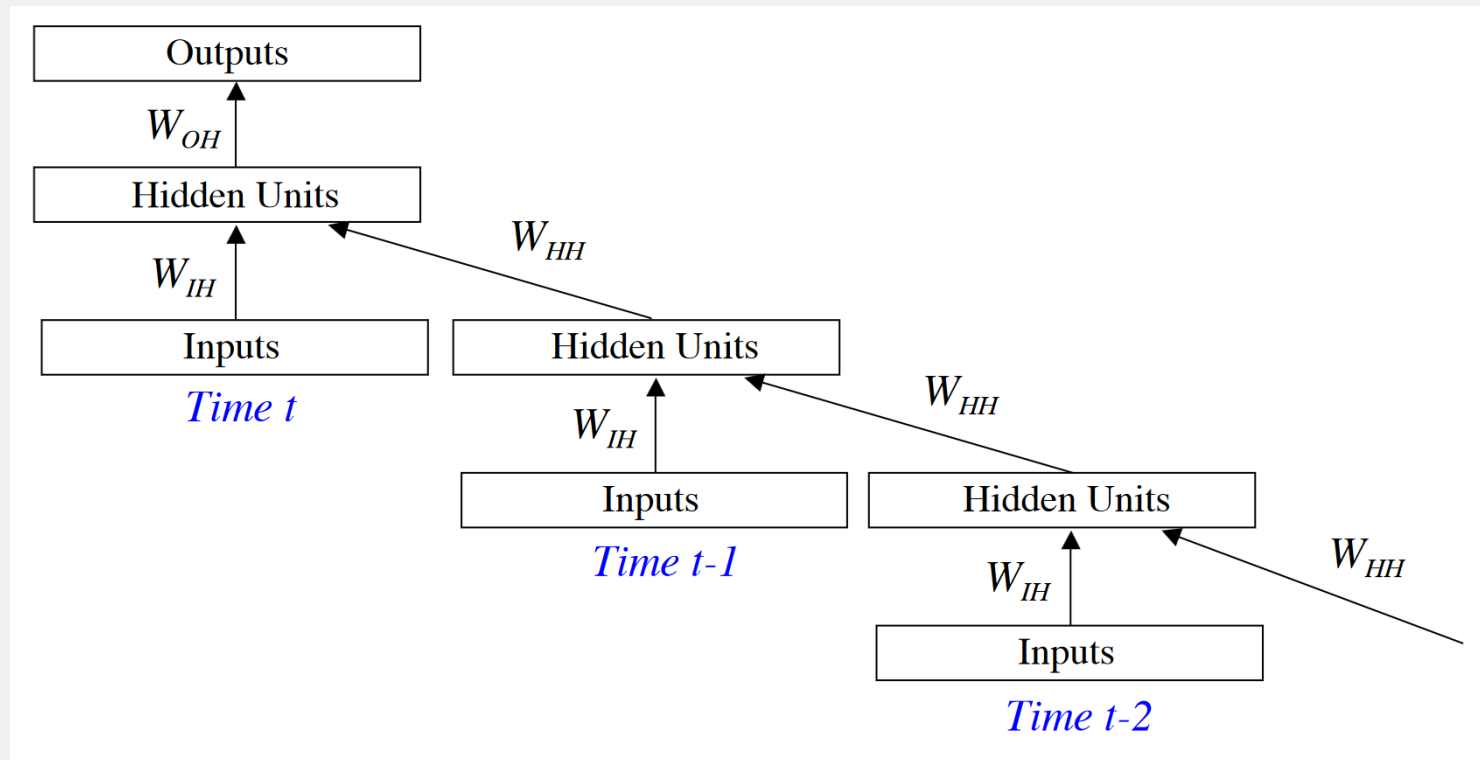 Outputs
W_OH
Hidden Units
W_HH
W_IH
Inputs
Hidden Units
Time t
W_HH
W_IH
Inputs
Hidden Units
Time t-1
W_HH
W_IH
Inputs
Time t-2